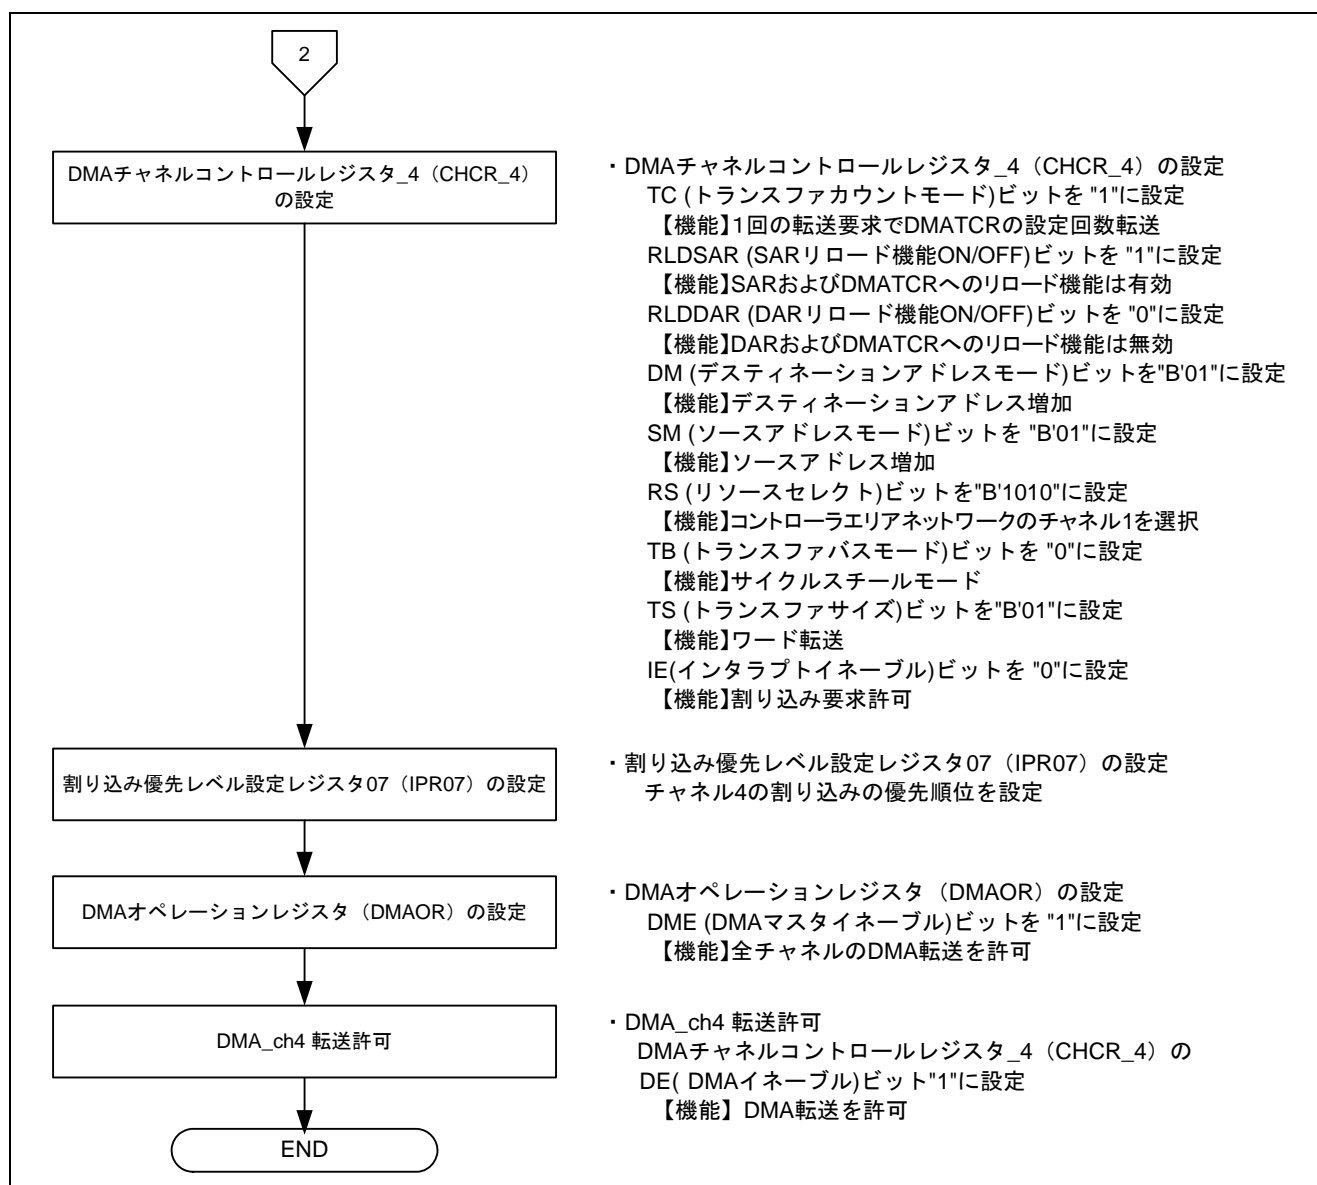 2
DMAチャネルコントロールレジスタ_4（CHCR_4）
の設定
・DMAチャネルコントロールレジスタ_4（CHCR_4）の設定
TC (トランスファカウントモード)ビットを "1"に設定
【機能】1回の転送要求でDMATCRの設定回数転送
RLDSAR (SARリロード機能ON/OFF)ビットを "1"に設定
【機能】SARおよびDMATCRへのリロード機能は有効
RLDDAR (DARリロード機能ON/OFF)ビットを "0"に設定
【機能】DARおよびDMATCRへのリロード機能は無効
DM (デスティネーションアドレスモード)ビットを"B'01"に設定
【機能】デスティネーションアドレス増加
SM (ソースアドレスモード)ビットを "B'01"に設定
【機能】ソースアドレス増加
RS (リソースセレクト)ビットを"B'1010"に設定
【機能】コントローラエリアネットワークのチャネル1を選択
TB (トランスファバスモード)ビットを "0"に設定
【機能】サイクルスチールモード
TS (トランスファサイズ)ビットを"B'01"に設定
【機能】ワード転送
IE(インタラプトイネーブル)ビットを "0"に設定
【機能】割り込み要求許可
割り込み優先レベル設定レジスタ07（IPR07）の設定
・割り込み優先レベル設定レジスタ07（IPR07）の設定
チャネル4の割り込みの優先順位を設定
DMAオペレーションレジスタ（DMAOR）の設定
・DMAオペレーションレジスタ（DMAOR）の設定
DME (DMAマスタイネーブル)ビットを "1"に設定
【機能】全チャネルのDMA転送を許可
DMA_ch4 転送許可
・DMA_ch4 転送許可
DMAチャネルコントロールレジスタ_4（CHCR_4）の
DE( DMAイネーブル)ビット"1"に設定
【機能】DMA転送を許可
END